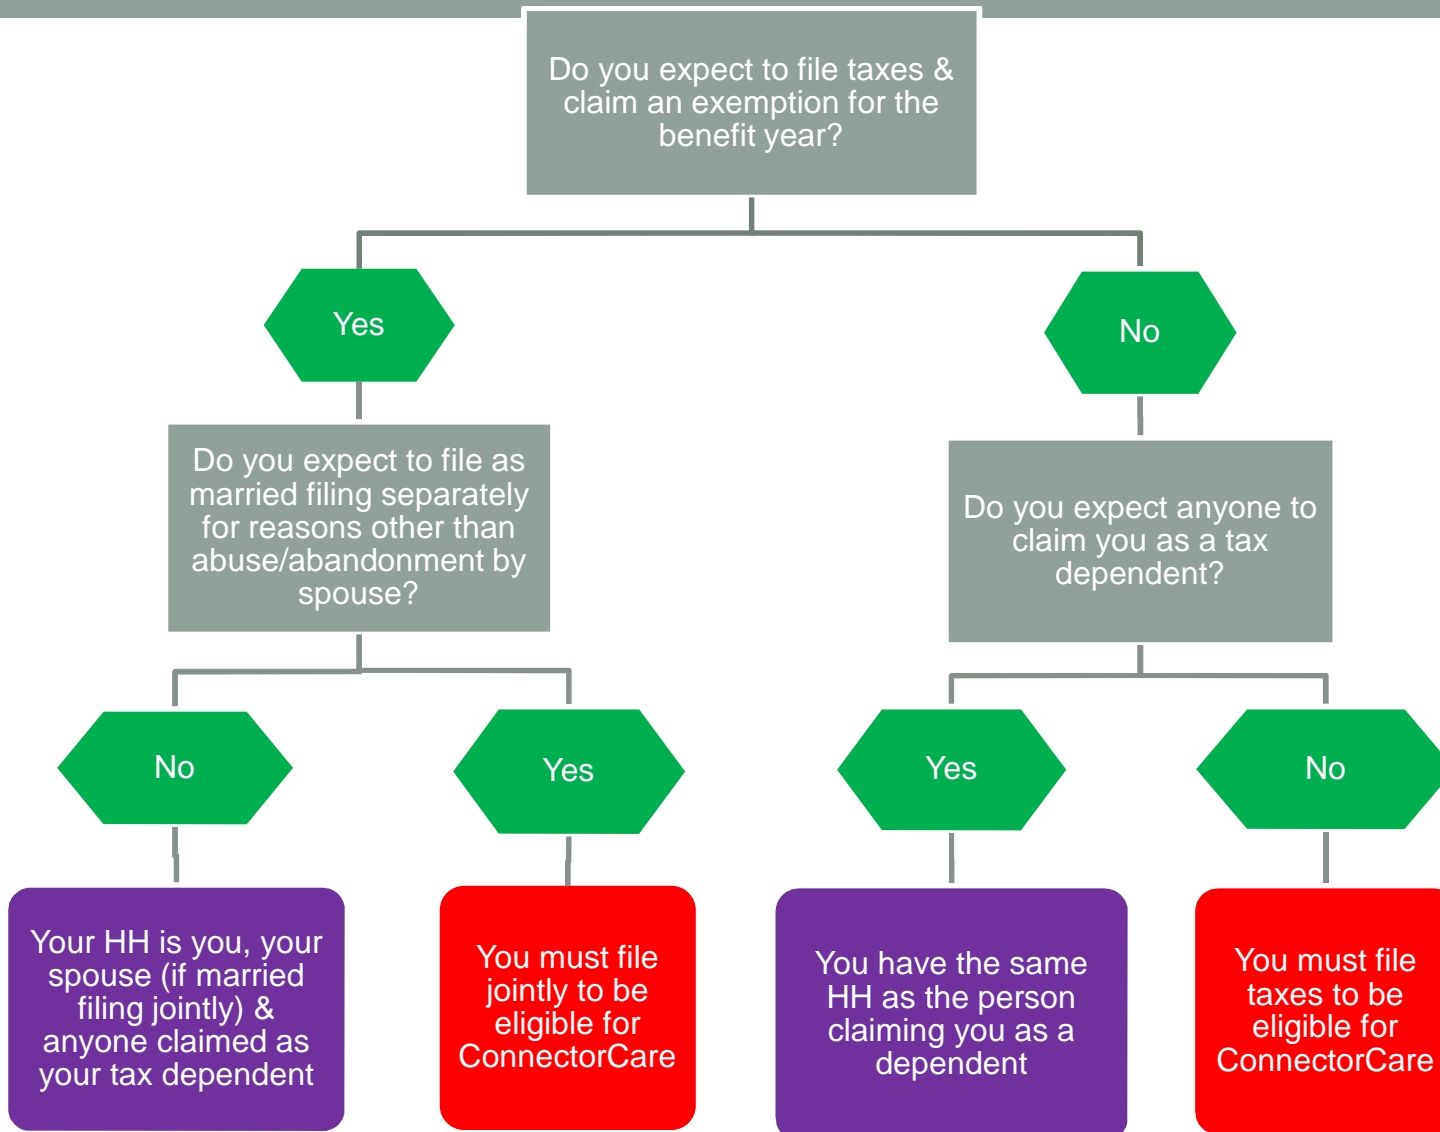 Do you expect to file taxes &
claim an exemption for the
benefit year?
Yes
No
Do you expect to file as
married filing separately
for reasons other than
abuse/abandonment by
spouse?
Do you expect anyone to
claim you as a tax
dependent?
No
Yes
Yes
No
Your HH is you, your
spouse (if married
filing jointly) &
anyone claimed as
your tax dependent
You must file
jointly to be
eligible for
ConnectorCare
You have the same
HH as the person
claiming you as a
dependent
You must file
taxes to be
eligible for
ConnectorCare